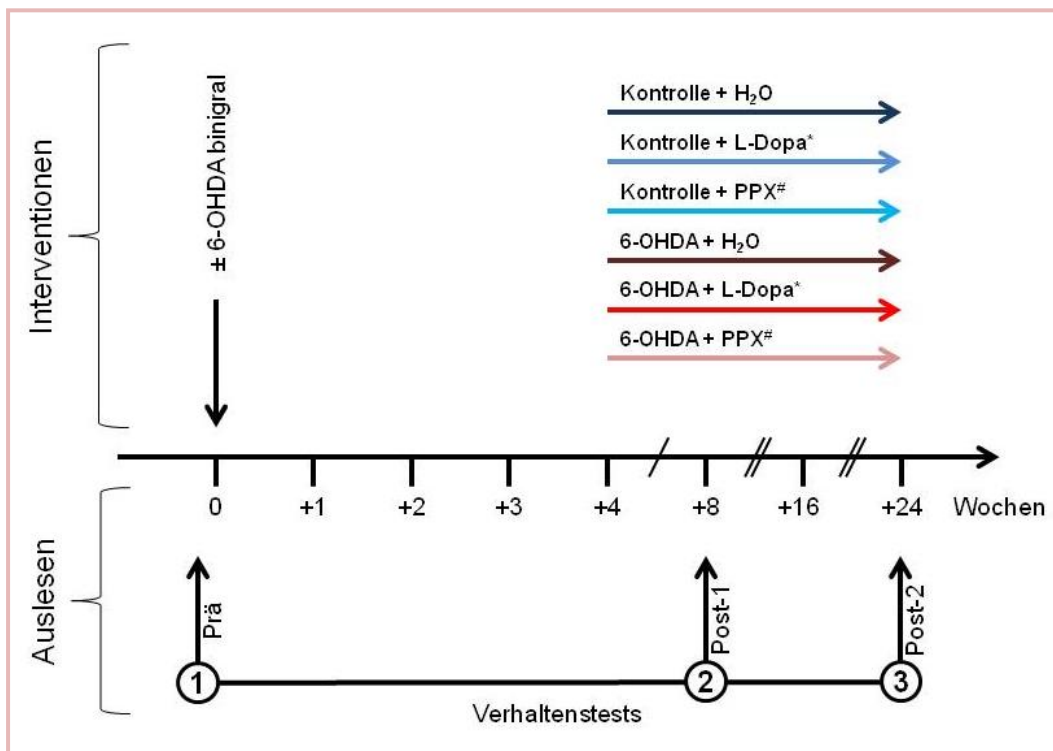 Interventionen
± 6-OHDA binigral
Kontrolle + H₂O
Kontrolle + L-Dopa*
Kontrolle + PPX#
6-OHDA + H₂O
6-OHDA + L-Dopa*
6-OHDA + PPX#
0 +1 +2 +3 +4 +8 +16 +24 Wochen
Auslesen
Prä
Post-1
Post-2
1 2 3
Verhaltenstests